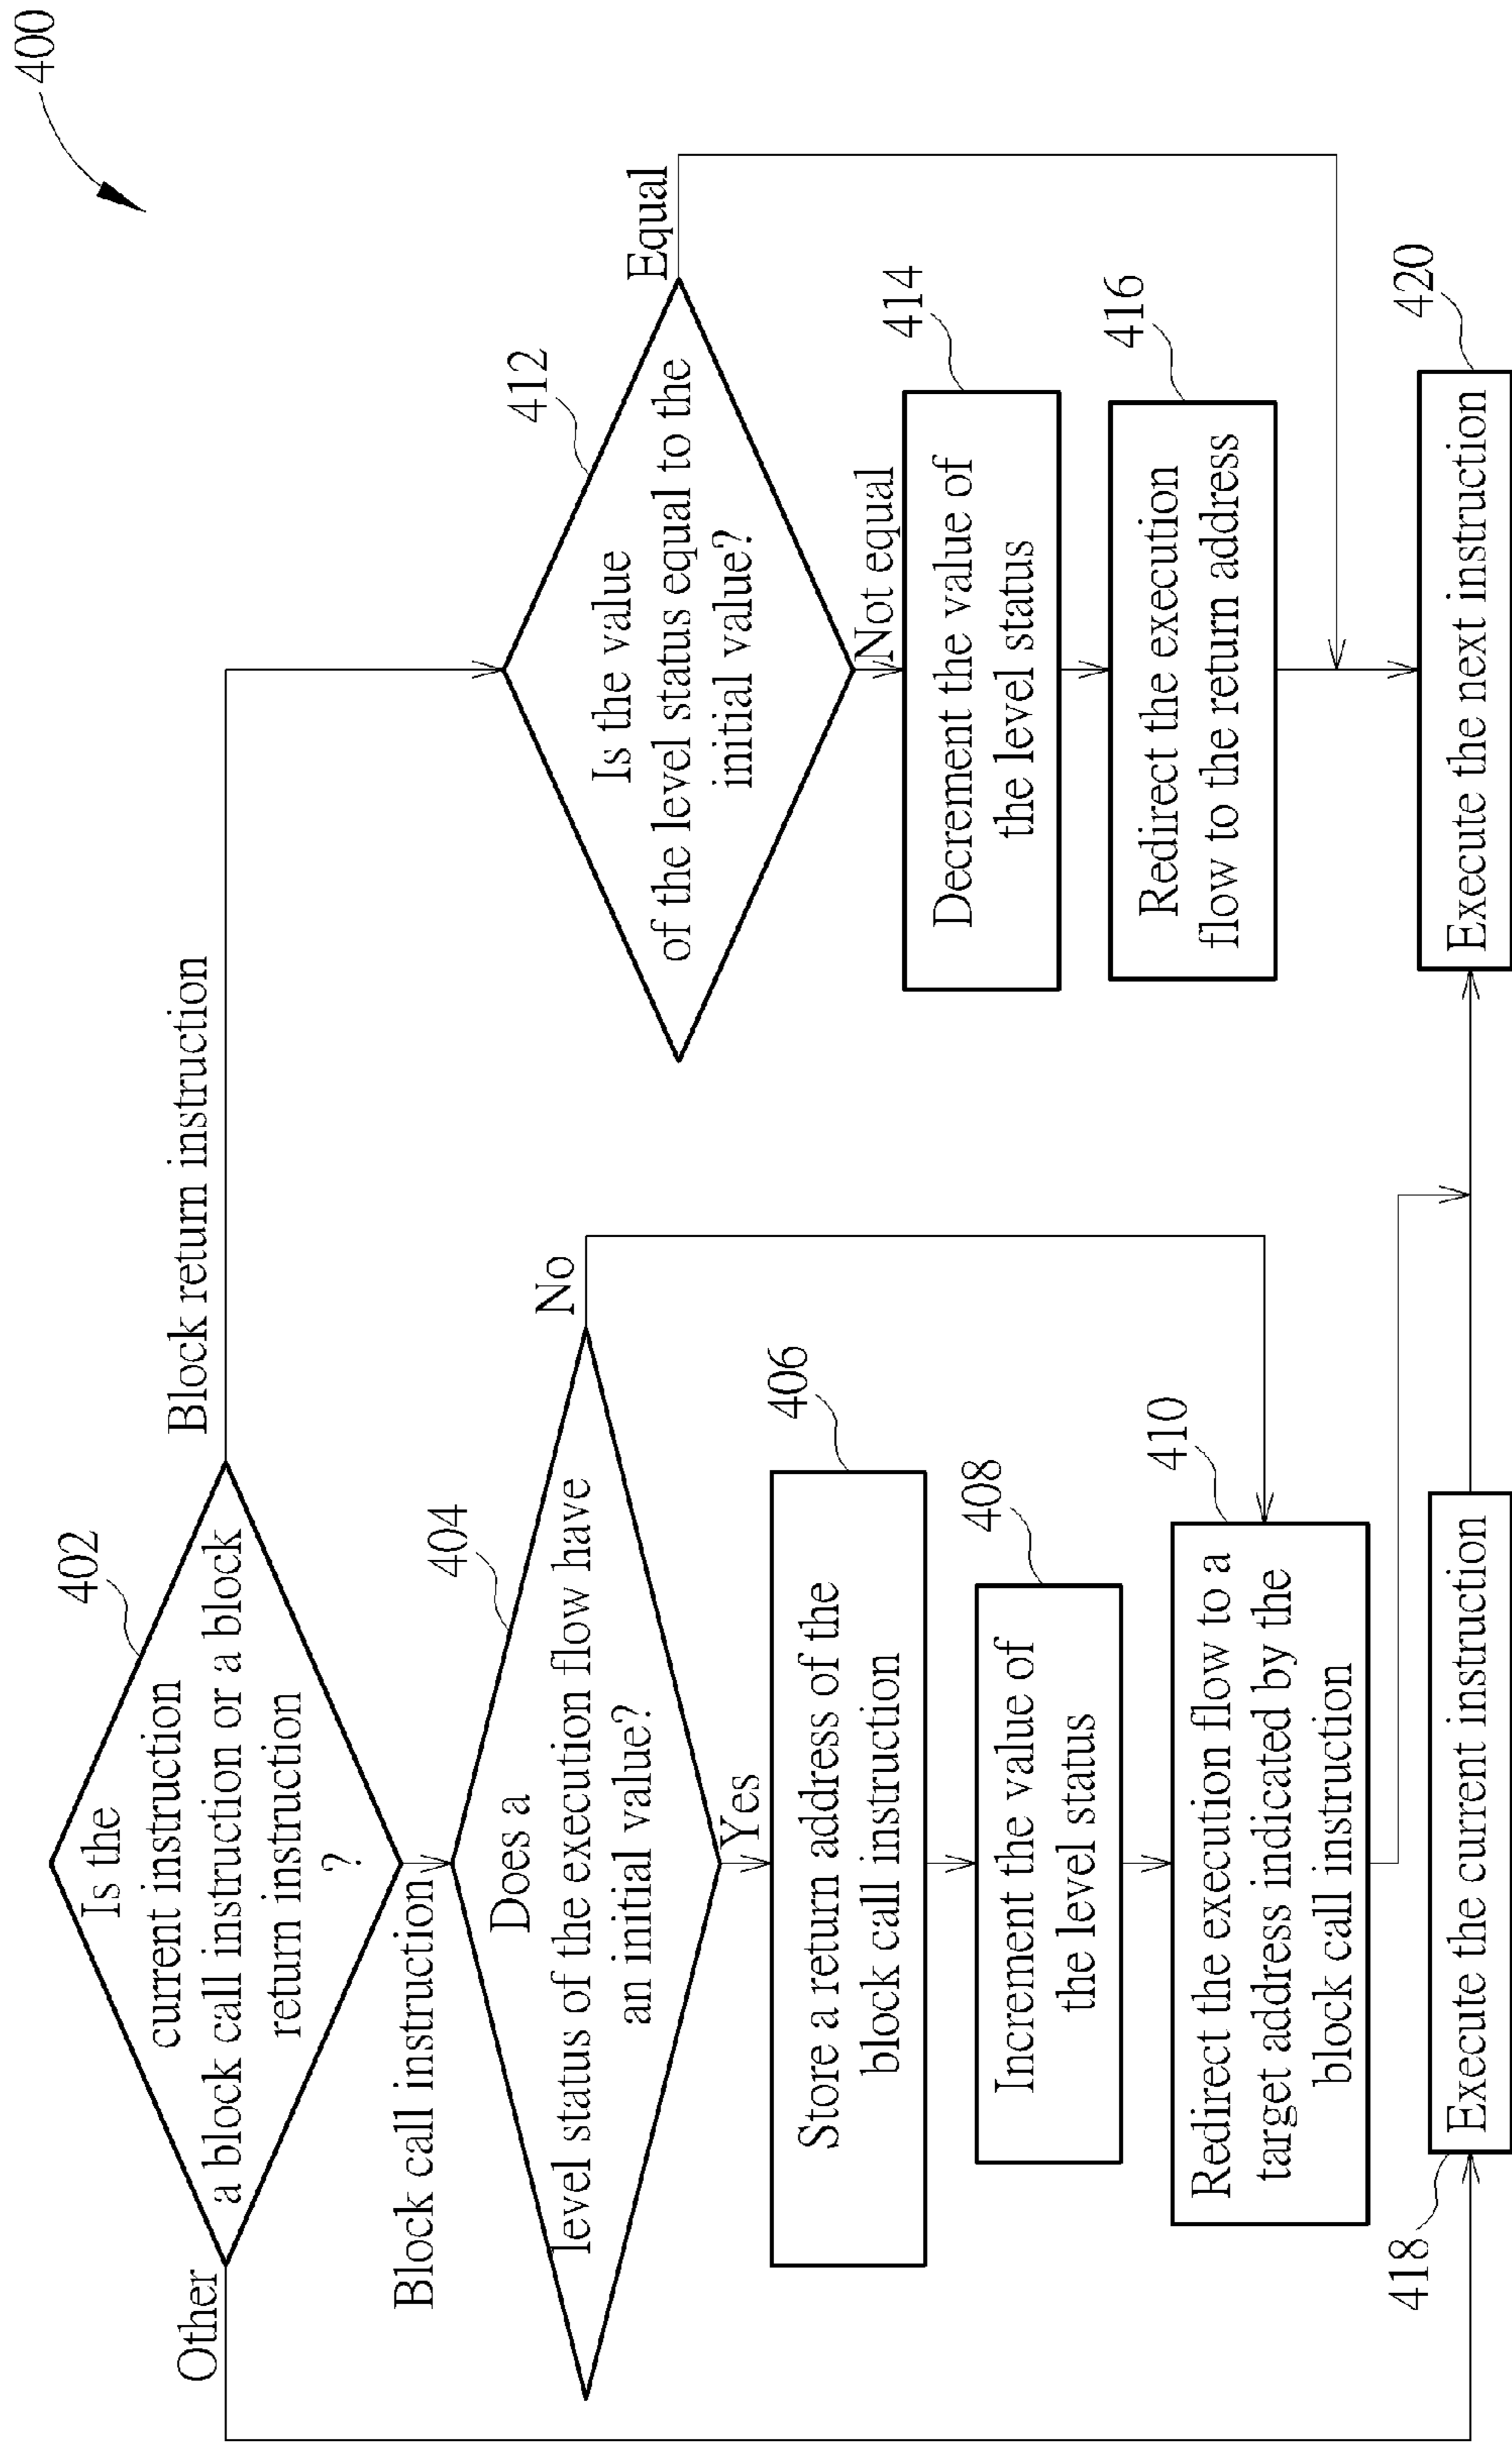 400
402
Is the
current instruction
a block call instruction or a block
return instruction
?
Other
Block return instruction
Block call instruction
404
Does a
level status of the execution flow have
an initial value?
No
Yes
406
Store a return address of the
block call instruction
408
Increment the value of
the level status
410
Redirect the execution flow to a
target address indicated by the
block call instruction
412
Is the value
of the level status equal to the
initial value?
Equal
Not equal
414
Decrement the value of
the level status
416
Redirect the execution
flow to the return address
418
Execute the current instruction
420
Execute the next instruction